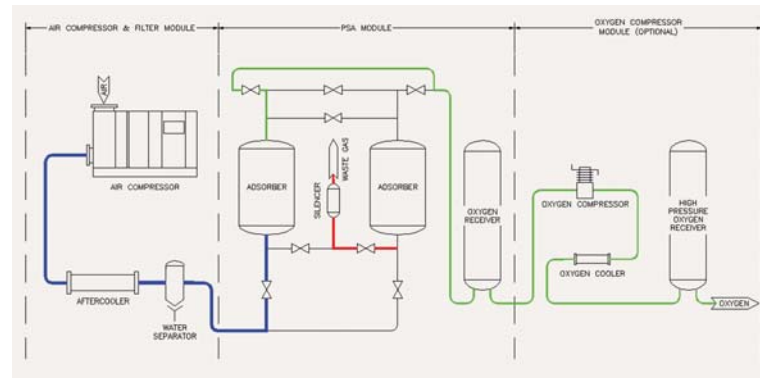 AIR COMPRESSOR & FILTER MODULE
PSA MODULE
OXYGEN COMPRESSOR
MODULE (OPTIONAL)
AIR
AIR COMPRESSOR
AFTERCOOLER
WATER
SEPARATOR
ADSORBER
SILENCER
WASTE GAS
ADSORBER
OXYGEN
RECEIVER
OXYGEN COMPRESSOR
OXYGEN COOLER
HIGH
PRESSURE
OXYGEN
RECEIVER
OXYGEN